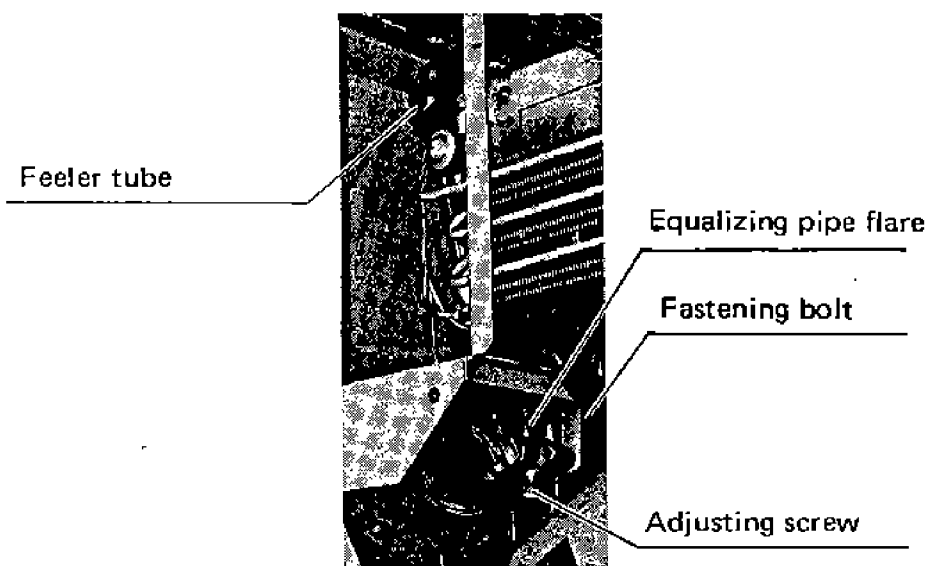 Feeler tube
Equalizing pipe flare
Fastening bolt
Adjusting screw